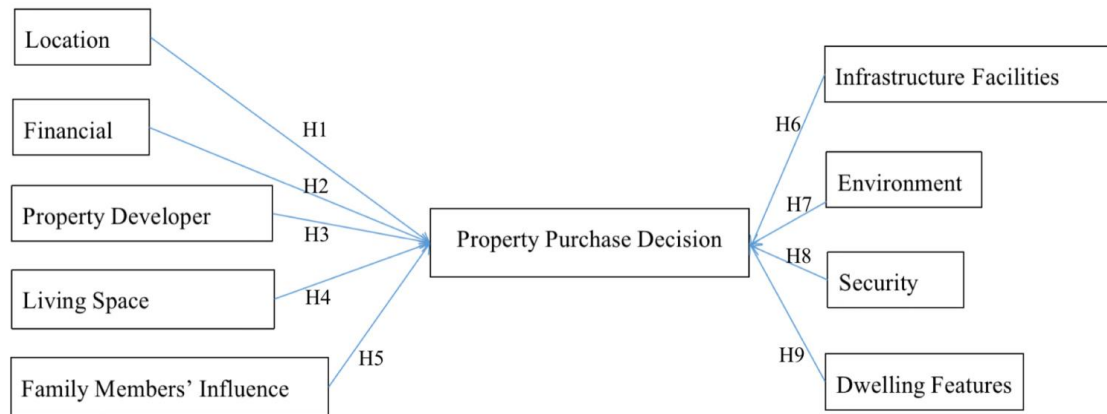 Location
Financial
Property Developer
Living Space
Family Members’ Influence
H1
H2
H3
H4
H5
Property Purchase Decision
H6
H7
H8
H9
Infrastructure Facilities
Environment
Security
Dwelling Features